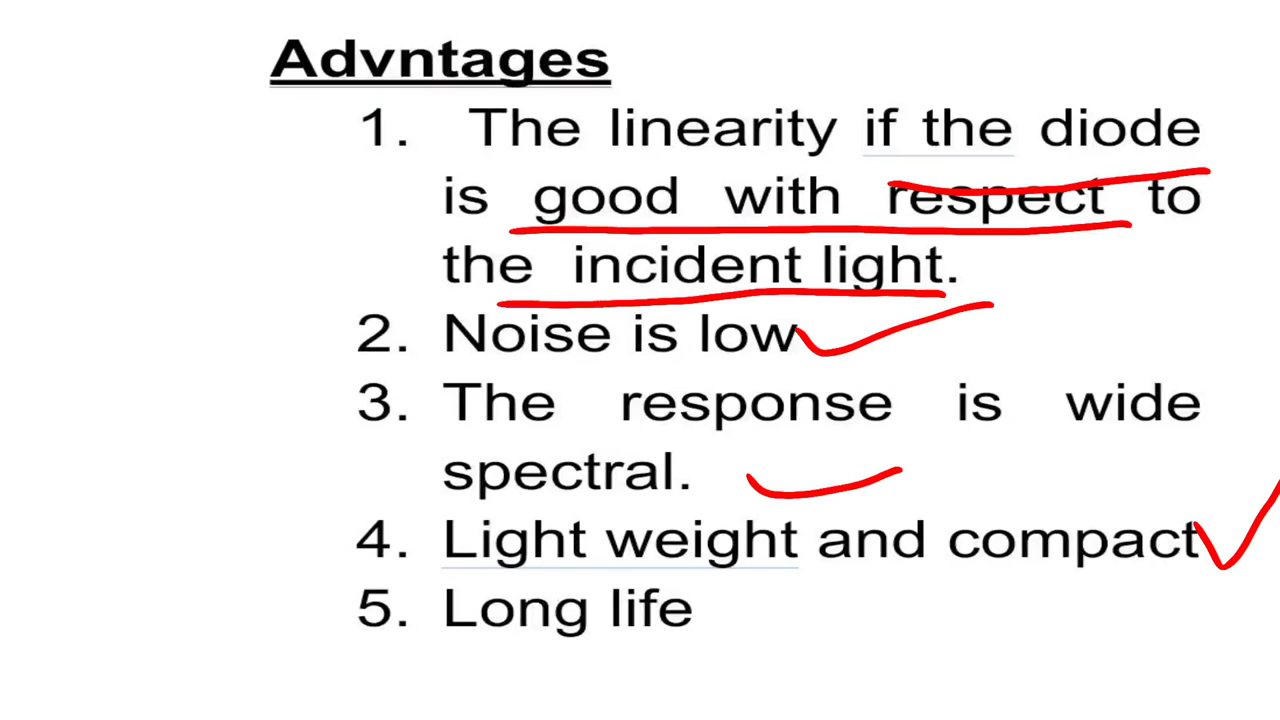 Advntages
1. The linearity if the diode
is good with respect to
the incident light.
2. Noise is low
3. The response is wide
spectral.
4. Light weight and compact
5. Long life